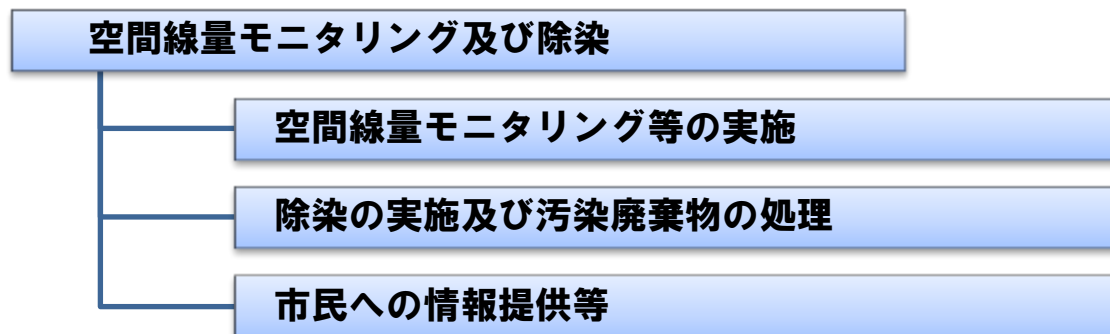 空間線量モニタリング及び除染
空間線量モニタリング等の実施
除染の実施及び汚染廃棄物の処理
市民への情報提供等